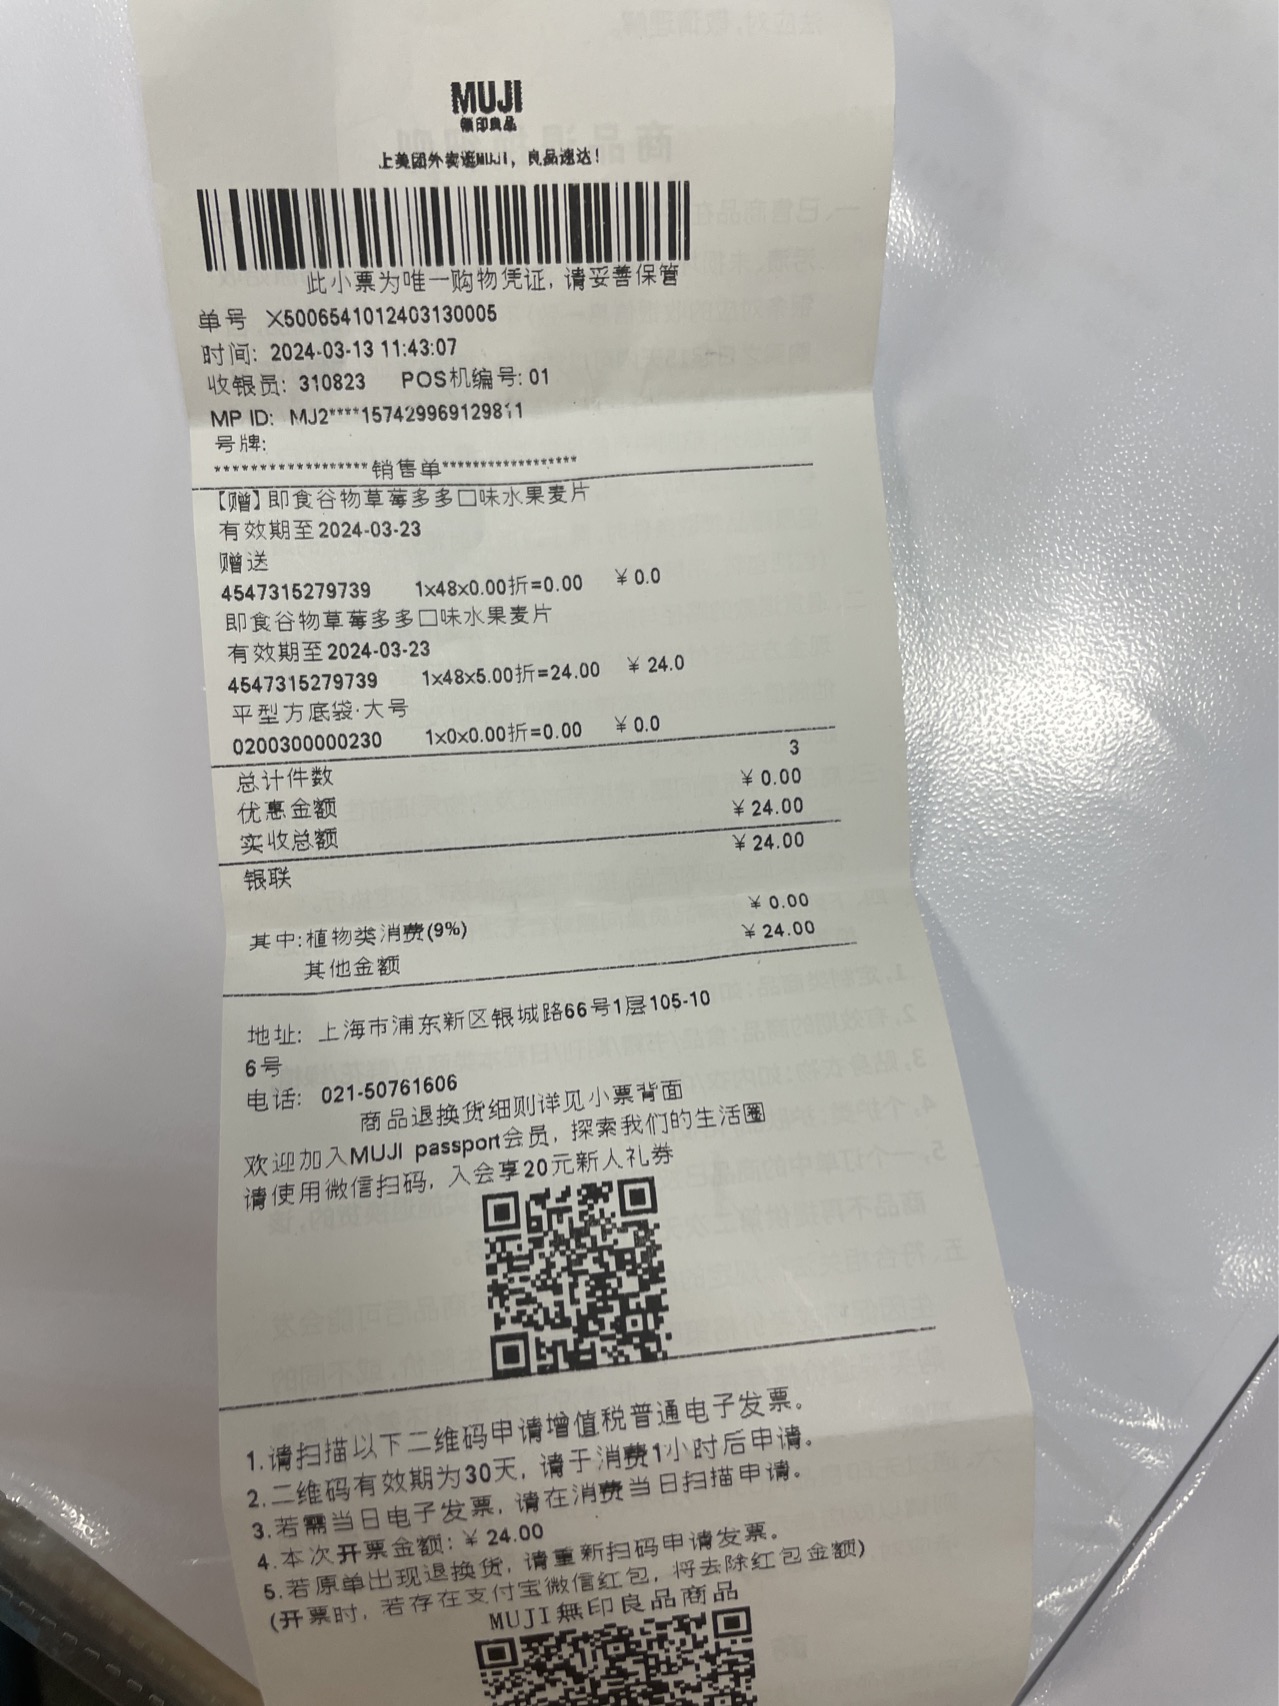 MUJI
無印良品
上美团外卖逛MUJI，良品速达！
此小票为唯一购物凭证，请妥善保管
单号 X5006541012403130005
时间: 2024-03-13 11:43:07
收银员: 310823 POS机编号: 01
MP ID: MJ2****157429969129811
号牌:
******************销售单******************
【赠】即食谷物草莓多多口味水果麦片
有效期至2024-03-23
赠送
4547315279739 1x48x0.00折=0.00 ￥0.0
即食谷物草莓多多口味水果麦片
有效期至2024-03-23
4547315279739 1x48x5.00折=24.00 ￥24.0
平型方底袋·大号
0200300000230 1x0x0.00折=0.00 ￥0.0
总计件数 3
优惠金额 ￥0.00
实收总额 ￥24.00
银联 ￥24.00
其中:植物类消费(9%) ￥0.00
其他金额 ￥24.00
地址: 上海市浦东新区银城路66号1层105-10
6号
电话: 021-50761606
商品退换货细则详见小票背面
欢迎加入MUJI passport会员，探索我们的生活圈
请使用微信扫码，入会享20元新人礼券
1.请扫描以下二维码申请增值税普通电子发票。
2.二维码有效期为30天，请于消费1小时后申请。
3.若需当日电子发票，请在消费当日扫描申请。
4.本次开票金额: ￥24.00
5.若原单出现退换货，请重新扫码申请发票。
(开票时，若存在支付宝微信红包，将去除红包金额)
MUJI無印良品商品